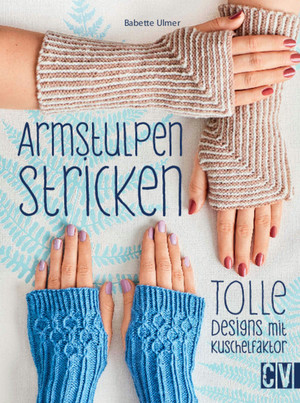 Babette Ulmer
Armstulpen
stricken
Tolle
Designs mit
Kuschelfaktor
CV